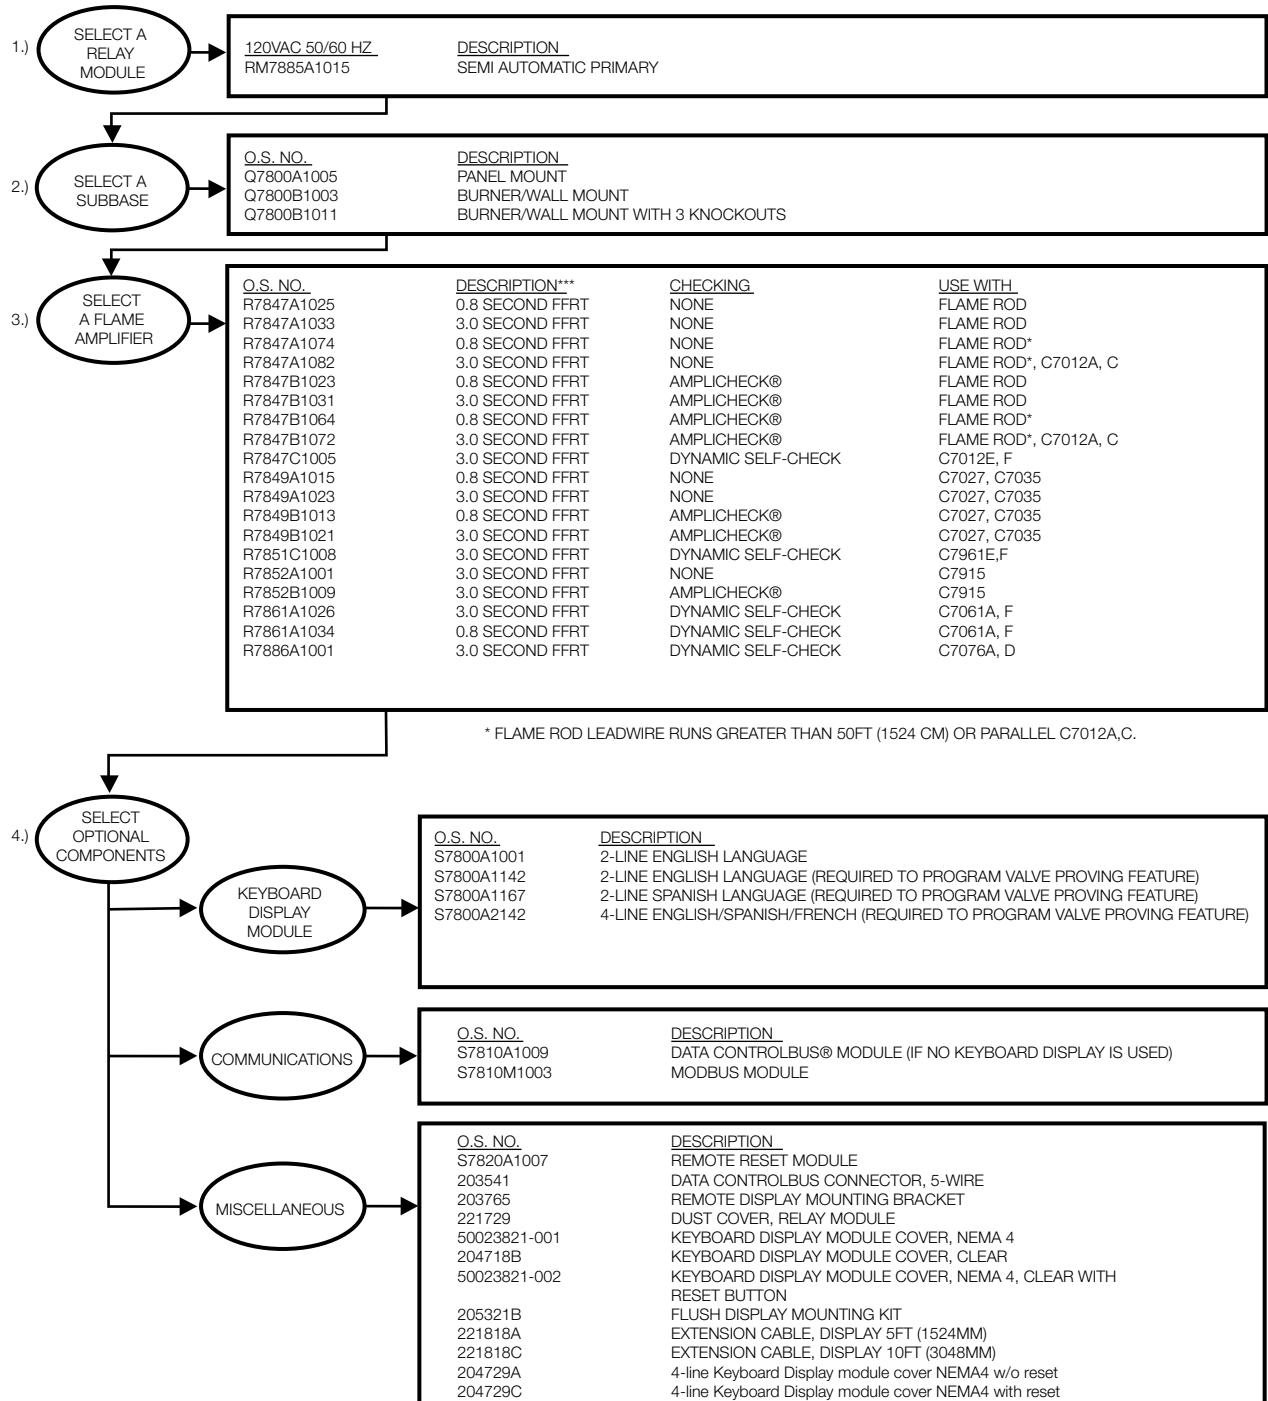 1.)
SELECT A
RELAY
MODULE
120VAC 50/60 HZ DESCRIPTION
RM7885A1015 SEMI AUTOMATIC PRIMARY
2.)
SELECT A
SUBBASE
O.S. NO. DESCRIPTION
Q7800A1005 PANEL MOUNT
Q7800B1003 BURNER/WALL MOUNT
Q7800B1011 BURNER/WALL MOUNT WITH 3 KNOCKOUTS
3.)
SELECT
A FLAME
AMPLIFIER
O.S. NO. DESCRIPTION*** CHECKING USE WITH
R7847A1025 0.8 SECOND FFRT NONE FLAME ROD
R7847A1033 3.0 SECOND FFRT NONE FLAME ROD
R7847A1074 0.8 SECOND FFRT NONE FLAME ROD*
R7847A1082 3.0 SECOND FFRT NONE FLAME ROD*, C7012A, C
R7847B1023 0.8 SECOND FFRT AMPLICHECK® FLAME ROD
R7847B1031 3.0 SECOND FFRT AMPLICHECK® FLAME ROD
R7847B1064 0.8 SECOND FFRT AMPLICHECK® FLAME ROD*
R7847B1072 3.0 SECOND FFRT AMPLICHECK® FLAME ROD*, C7012A, C
R7847C1005 3.0 SECOND FFRT DYNAMIC SELF-CHECK C7012E, F
R7849A1015 0.8 SECOND FFRT NONE C7027, C7035
R7849A1023 3.0 SECOND FFRT NONE C7027, C7035
R7849B1013 0.8 SECOND FFRT AMPLICHECK® C7027, C7035
R7849B1021 3.0 SECOND FFRT AMPLICHECK® C7027, C7035
R7851C1008 3.0 SECOND FFRT DYNAMIC SELF-CHECK C7961E,F
R7852A1001 3.0 SECOND FFRT NONE C7915
R7852B1009 3.0 SECOND FFRT AMPLICHECK® C7915
R7861A1026 3.0 SECOND FFRT DYNAMIC SELF-CHECK C7061A, F
R7861A1034 0.8 SECOND FFRT DYNAMIC SELF-CHECK C7061A, F
R7886A1001 3.0 SECOND FFRT DYNAMIC SELF-CHECK C7076A, D
* FLAME ROD LEADWIRE RUNS GREATER THAN 50FT (1524 CM) OR PARALLEL C7012A,C.
4.)
SELECT
OPTIONAL
COMPONENTS
KEYBOARD
DISPLAY
MODULE
O.S. NO. DESCRIPTION
S7800A1001 2-LINE ENGLISH LANGUAGE
S7800A1142 2-LINE ENGLISH LANGUAGE (REQUIRED TO PROGRAM VALVE PROVING FEATURE)
S7800A1167 2-LINE SPANISH LANGUAGE (REQUIRED TO PROGRAM VALVE PROVING FEATURE)
S7800A2142 4-LINE ENGLISH/SPANISH/FRENCH (REQUIRED TO PROGRAM VALVE PROVING FEATURE)
COMMUNICATIONS
O.S. NO. DESCRIPTION
S7810A1009 DATA CONTROLBUS® MODULE (IF NO KEYBOARD DISPLAY IS USED)
S7810M1003 MODBUS MODULE
MISCELLANEOUS
O.S. NO. DESCRIPTION
S7820A1007 REMOTE RESET MODULE
203541 DATA CONTROLBUS CONNECTOR, 5-WIRE
203765 REMOTE DISPLAY MOUNTING BRACKET
221729 DUST COVER, RELAY MODULE
50023821-001 KEYBOARD DISPLAY MODULE COVER, NEMA 4
204718B KEYBOARD DISPLAY MODULE COVER, CLEAR
50023821-002 KEYBOARD DISPLAY MODULE COVER, NEMA 4, CLEAR WITH
RESET BUTTON
205321B FLUSH DISPLAY MOUNTING KIT
221818A EXTENSION CABLE, DISPLAY 5FT (1524MM)
221818C EXTENSION CABLE, DISPLAY 10FT (3048MM)
204729A 4-line Keyboard Display module cover NEMA4 w/o reset
204729C 4-line Keyboard Display module cover NEMA4 with reset